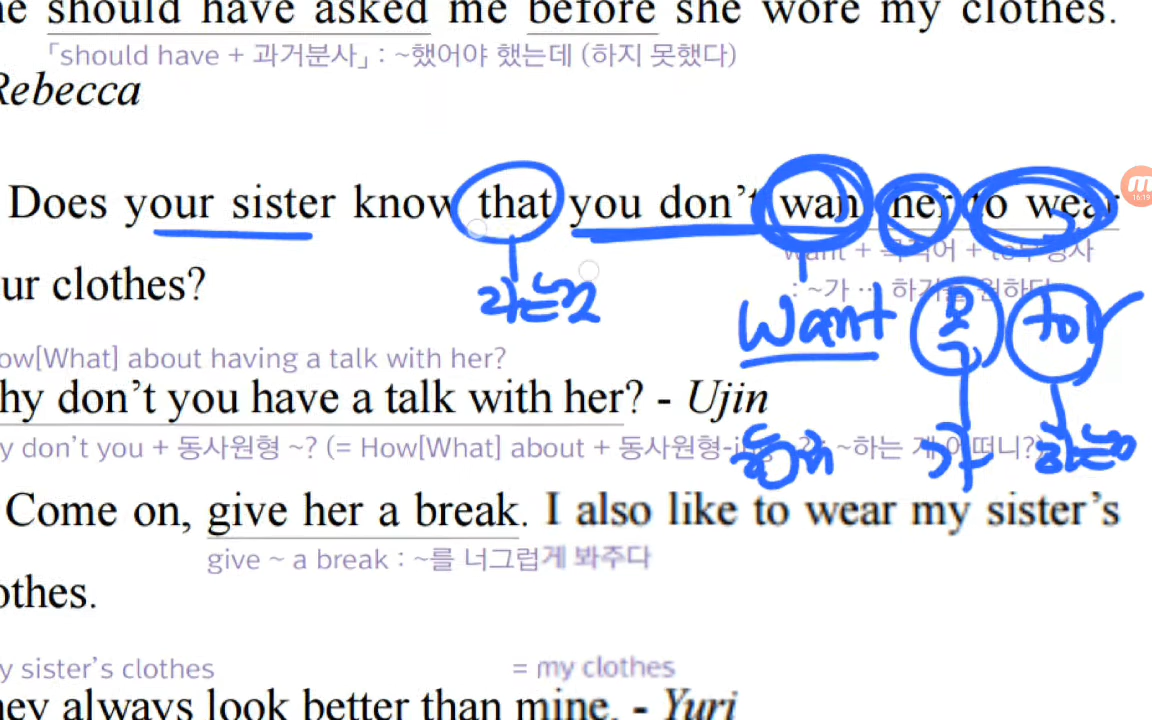 he should have asked me before she wore my clothes.
「should have + 과거분사」 : ~했어야 했는데 (하지 못했다)
Rebecca
Does your sister know that you don't want her to wear
want + 목적어 + to부정사
: ~가 … 하기를 원하다
ur clothes?
라는것
want 목 to r
ow[What] about having a talk with her?
hy don't you have a talk with her? - Ujin
y don't you + 동사원형 ~? (= How[What] about + 동사원형-ing ~? : ~하는 게 어떠니?)
가
Come on, give her a break. I also like to wear my sister's
give ~ a break : ~를 너그럽게 봐주다
othes.
y sister's clothes = my clothes
hey always look better than mine. - Yuri
16:19